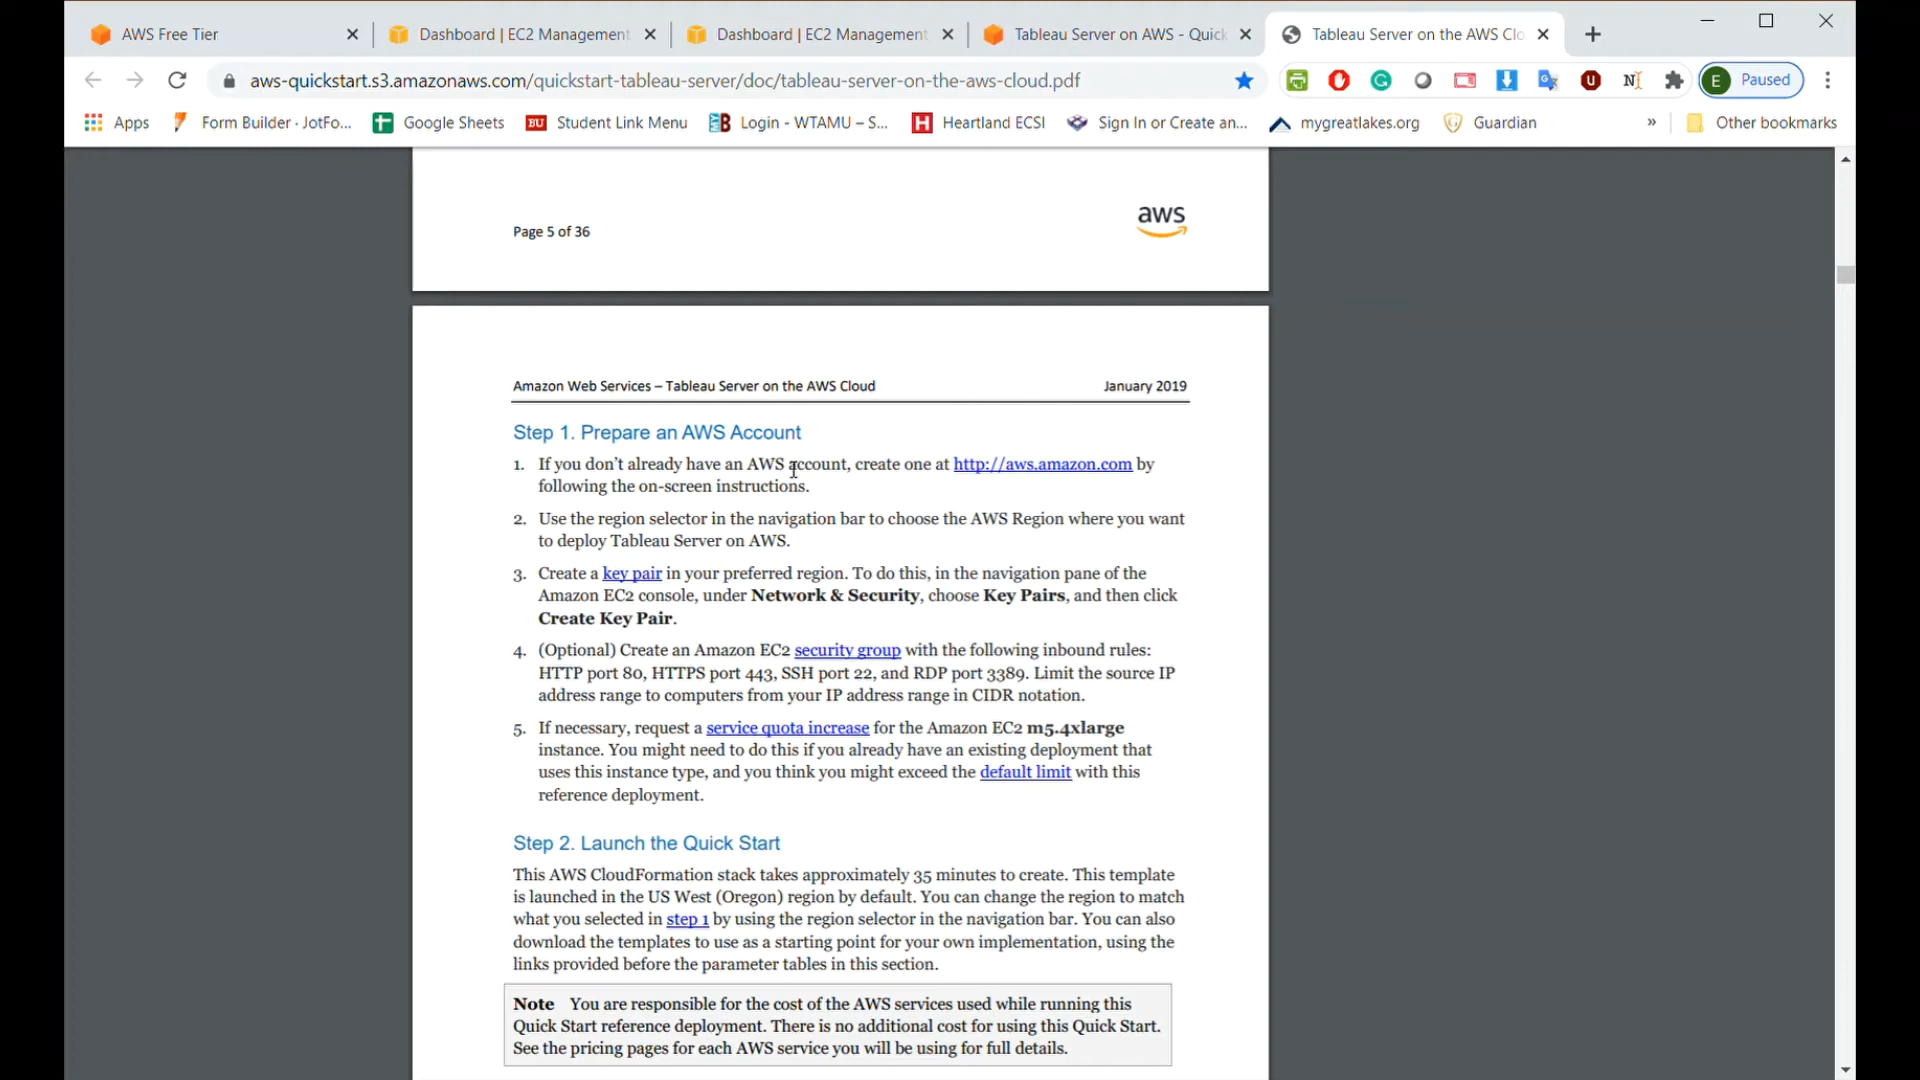 AWS Free Tier
Dashboard | EC2 Management
Dashboard | EC2 Management
Tableau Server on AWS - Quick
Tableau Server on the AWS Clo
aws-quickstart.s3.amazonaws.com/quickstart-tableau-server/doc/tableau-server-on-the-aws-cloud.pdf
E Paused
Apps
Form Builder · JotFo...
Google Sheets
BU Student Link Menu
Login - WTAMU – S...
H Heartland ECSI
Sign In or Create an...
mygreatlakes.org
Guardian
»
Other bookmarks
Page 5 of 36
aws
Amazon Web Services – Tableau Server on the AWS Cloud January 2019
Step 1. Prepare an AWS Account
1. If you don’t already have an AWS account, create one at http://aws.amazon.com by
following the on-screen instructions.
2. Use the region selector in the navigation bar to choose the AWS Region where you want
to deploy Tableau Server on AWS.
3. Create a key pair in your preferred region. To do this, in the navigation pane of the
Amazon EC2 console, under Network & Security, choose Key Pairs, and then click
Create Key Pair.
4. (Optional) Create an Amazon EC2 security group with the following inbound rules:
HTTP port 80, HTTPS port 443, SSH port 22, and RDP port 3389. Limit the source IP
address range to computers from your IP address range in CIDR notation.
5. If necessary, request a service quota increase for the Amazon EC2 m5.4xlarge
instance. You might need to do this if you already have an existing deployment that
uses this instance type, and you think you might exceed the default limit with this
reference deployment.
Step 2. Launch the Quick Start
This AWS CloudFormation stack takes approximately 35 minutes to create. This template
is launched in the US West (Oregon) region by default. You can change the region to match
what you selected in step 1 by using the region selector in the navigation bar. You can also
download the templates to use as a starting point for your own implementation, using the
links provided before the parameter tables in this section.
Note You are responsible for the cost of the AWS services used while running this
Quick Start reference deployment. There is no additional cost for using this Quick Start.
See the pricing pages for each AWS service you will be using for full details.